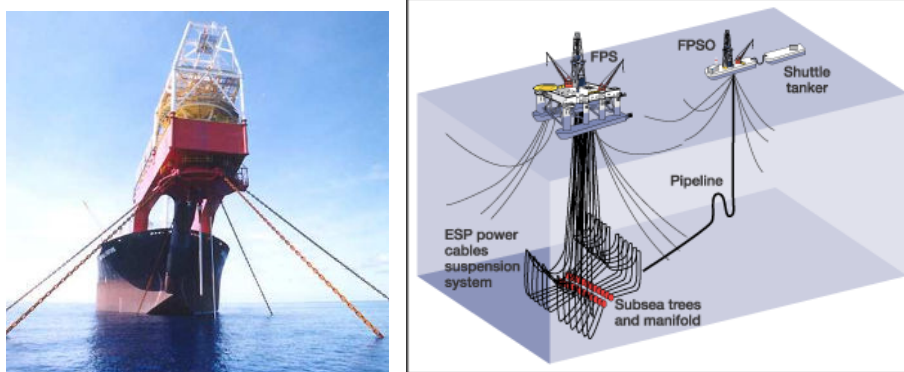 FPS
FPSO
Shuttle
tanker
Pipeline
ESP power
cables
suspension
system
Subsea trees
and manifold